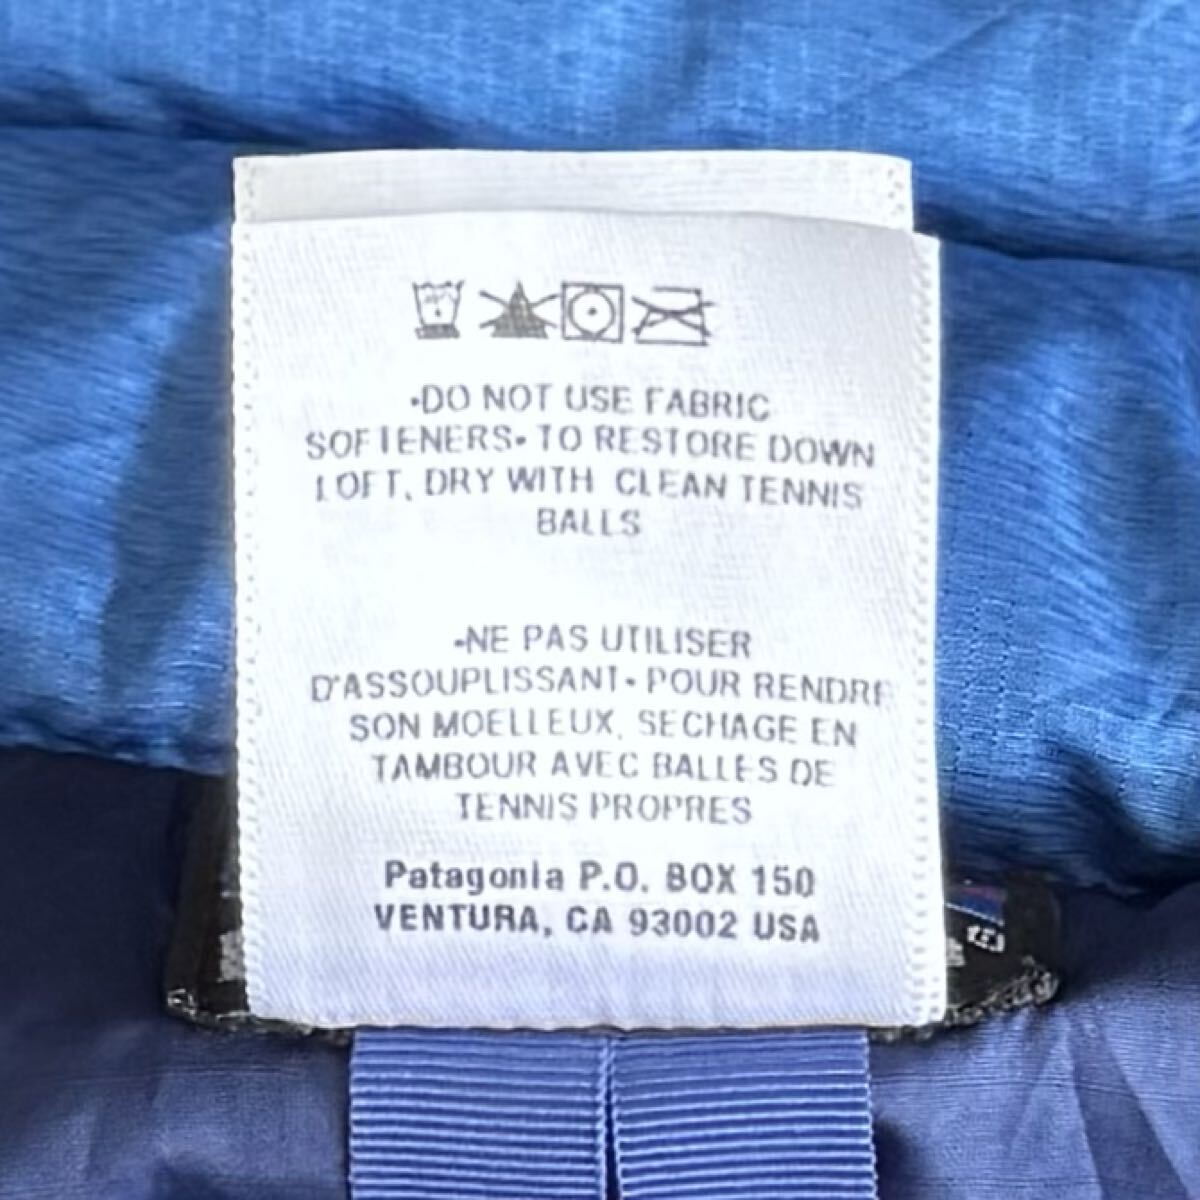 •DO NOT USE FABRIC
SOFTENERS• TO RESTORE DOWN
LOFT, DRY WITH CLEAN TENNIS
BALLS
•NE PAS UTILISER
D'ASSOUPLISSANT• POUR RENDRE
SON MOELLEUX, SECHAGE EN
TAMBOUR AVEC BALLES DE
TENNIS PROPRES
Patagonia P.O. BOX 150
VENTURA, CA 93002 USA